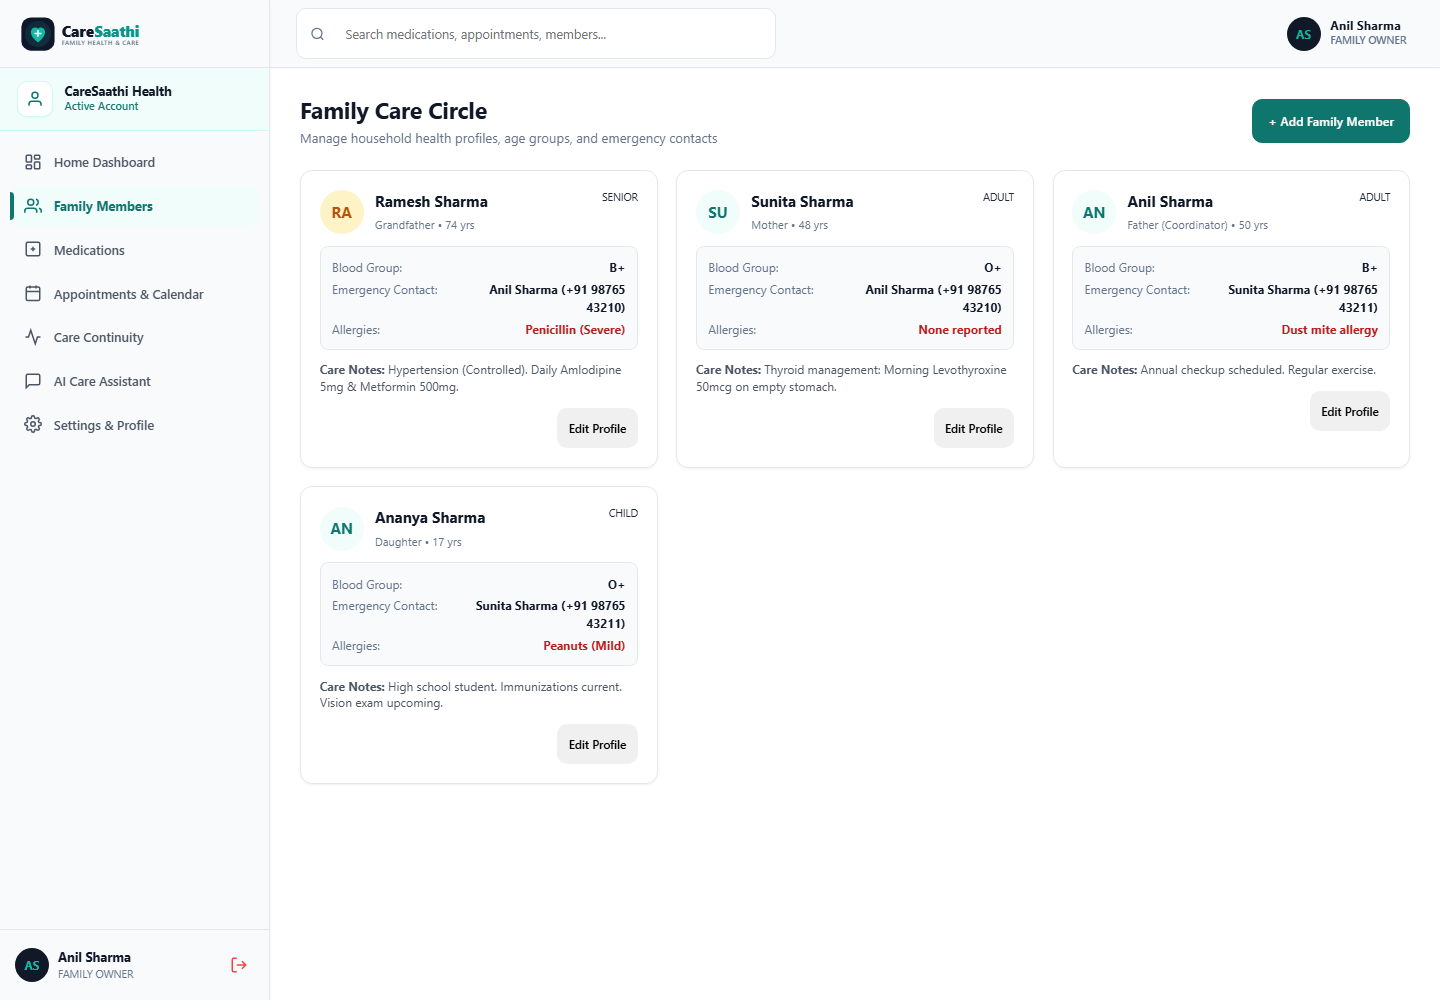 CareSaathi
FAMILY HEALTH & CARE
Search medications, appointments, members...
AS
Anil Sharma
FAMILY OWNER
CareSaathi Health
Active Account
Home Dashboard
Family Members
Medications
Appointments & Calendar
Care Continuity
AI Care Assistant
Settings & Profile
AS
Anil Sharma
FAMILY OWNER
Family Care Circle
Manage household health profiles, age groups, and emergency contacts
+ Add Family Member
RA
Ramesh Sharma
SENIOR
Grandfather • 74 yrs
Blood Group: B+
Emergency Contact: Anil Sharma (+91 98765
43210)
Allergies: Penicillin (Severe)
Care Notes: Hypertension (Controlled). Daily Amlodipine
5mg & Metformin 500mg.
Edit Profile
SU
Sunita Sharma
ADULT
Mother • 48 yrs
Blood Group: O+
Emergency Contact: Anil Sharma (+91 98765
43210)
Allergies: None reported
Care Notes: Thyroid management: Morning Levothyroxine
50mcg on empty stomach.
Edit Profile
AN
Anil Sharma
ADULT
Father (Coordinator) • 50 yrs
Blood Group: B+
Emergency Contact: Sunita Sharma (+91 98765
43211)
Allergies: Dust mite allergy
Care Notes: Annual checkup scheduled. Regular exercise.
Edit Profile
AN
Ananya Sharma
CHILD
Daughter • 17 yrs
Blood Group: O+
Emergency Contact: Sunita Sharma (+91 98765
43211)
Allergies: Peanuts (Mild)
Care Notes: High school student. Immunizations current.
Vision exam upcoming.
Edit Profile